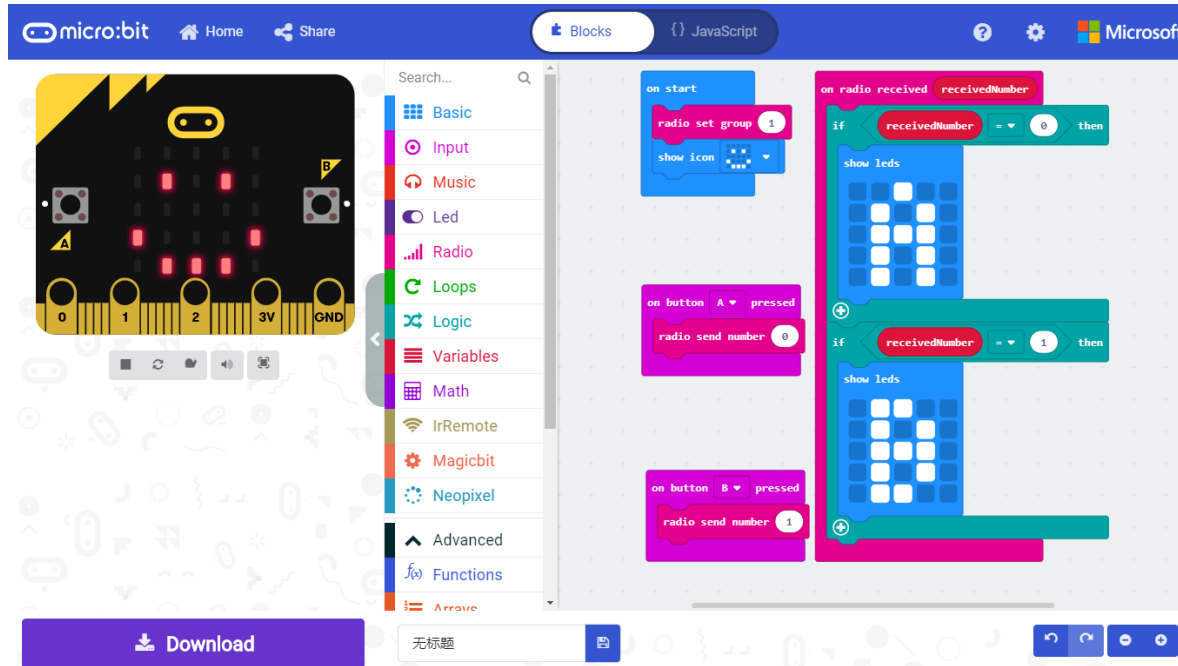 micro:bit Home Share Blocks {} JavaScript ? Microsoft
Search...
Basic
Input
Music
Led
Radio
Loops
Logic
Variables
Math
IrRemote
Magicbit
Neopixel
Advanced
f(x) Functions
Arrays
A
B
0 1 2 3V GND
on start
radio set group 1
show icon
on button A pressed
radio send number 0
on button B pressed
radio send number 1
on radio received receivedNumber
if receivedNumber = 0 then
show leds
if receivedNumber = 1 then
show leds
Download
无标题